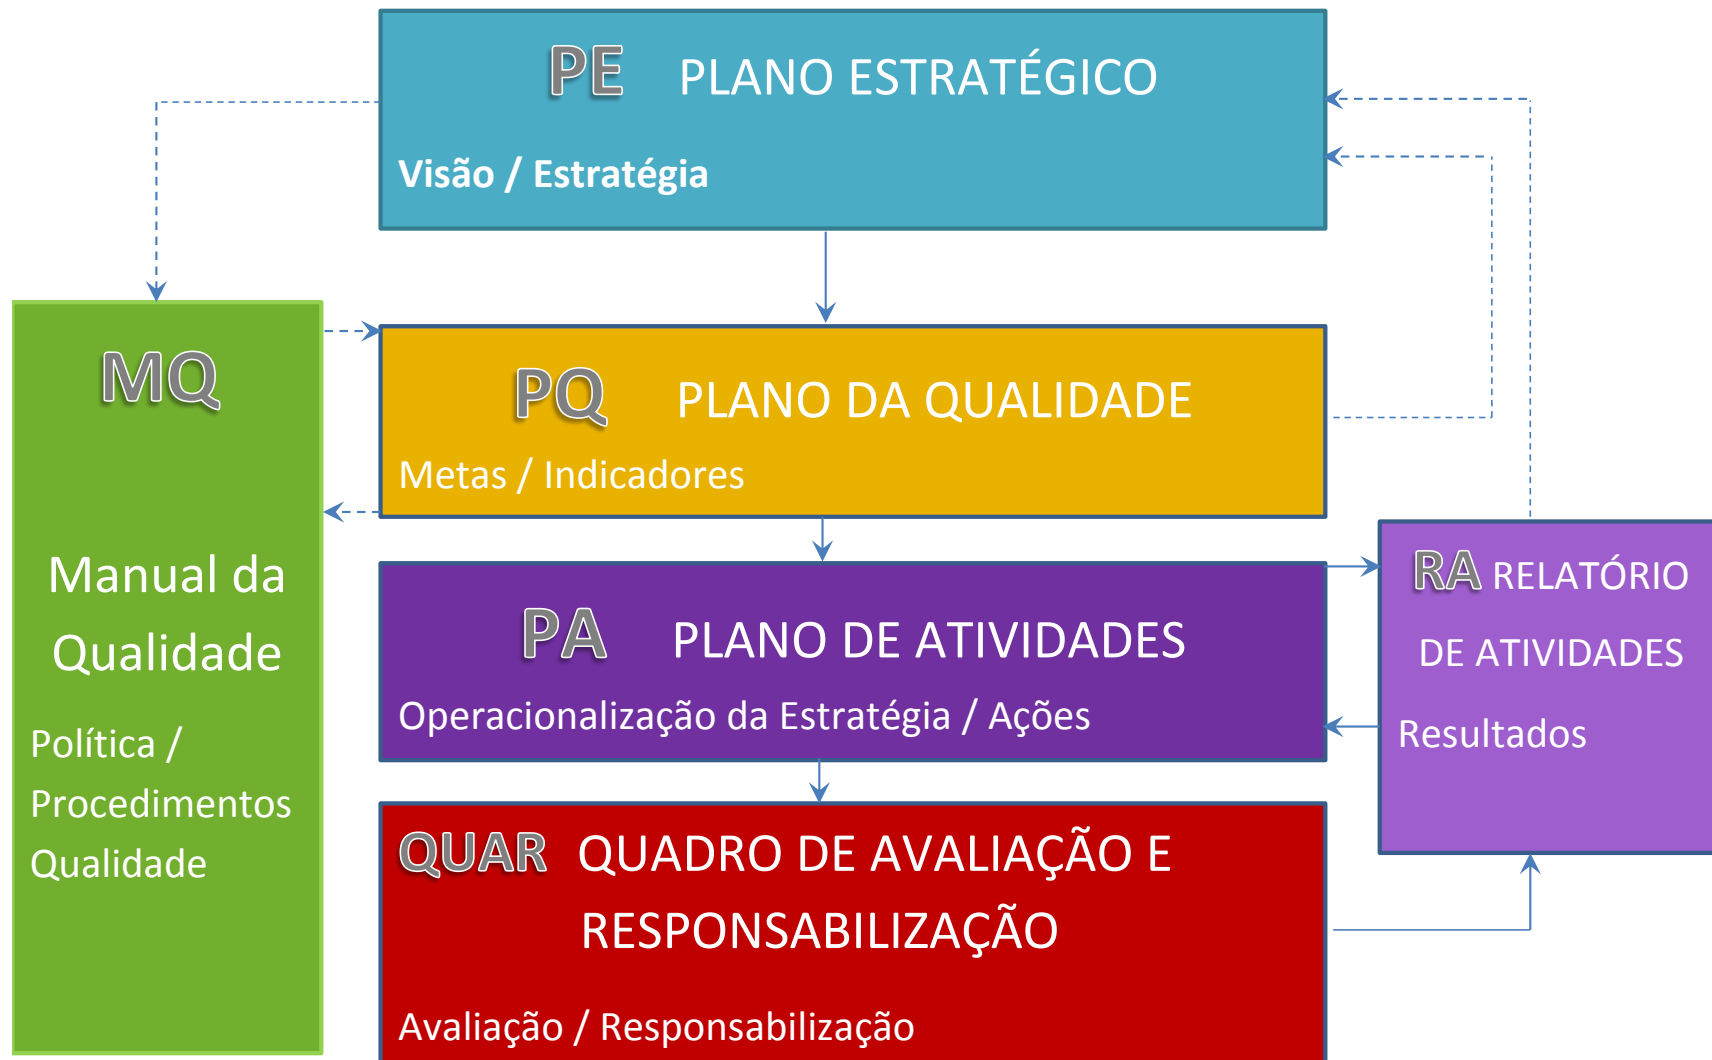 PE PLANO ESTRATÉGICO
Visão / Estratégia
MQ
Manual da
Qualidade
Política /
Procedimentos
Qualidade
PQ PLANO DA QUALIDADE
Metas / Indicadores
PA PLANO DE ATIVIDADES
Operacionalização da Estratégia / Ações
RA RELATÓRIO
DE ATIVIDADES
Resultados
QUAR QUADRO DE AVALIAÇÃO E
RESPONSABILIZAÇÃO
Avaliação / Responsabilização